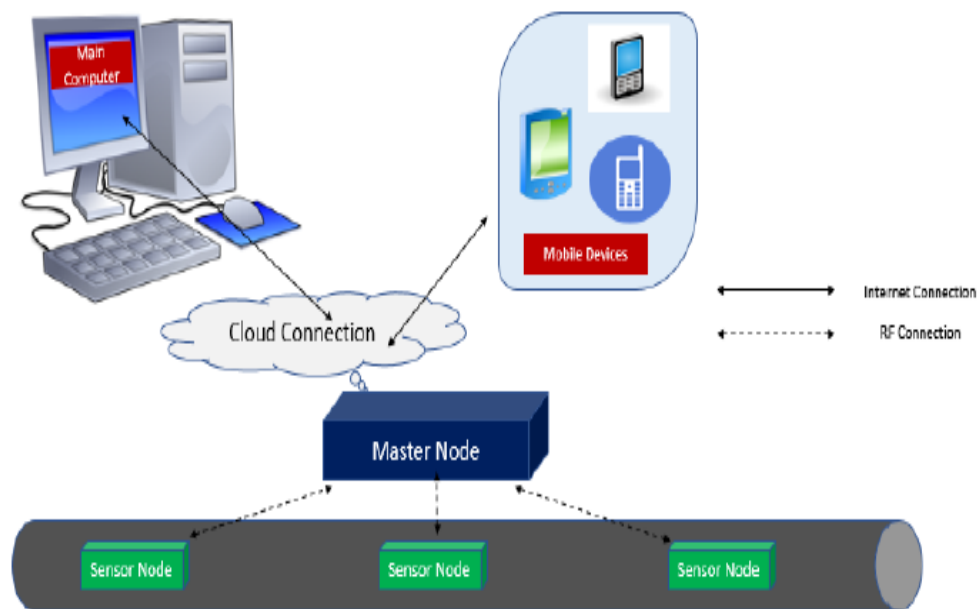 Main
Computer
Mobile Devices
Internet Connection
RF Connection
Cloud Connection
Master Node
Sensor Node
Sensor Node
Sensor Node